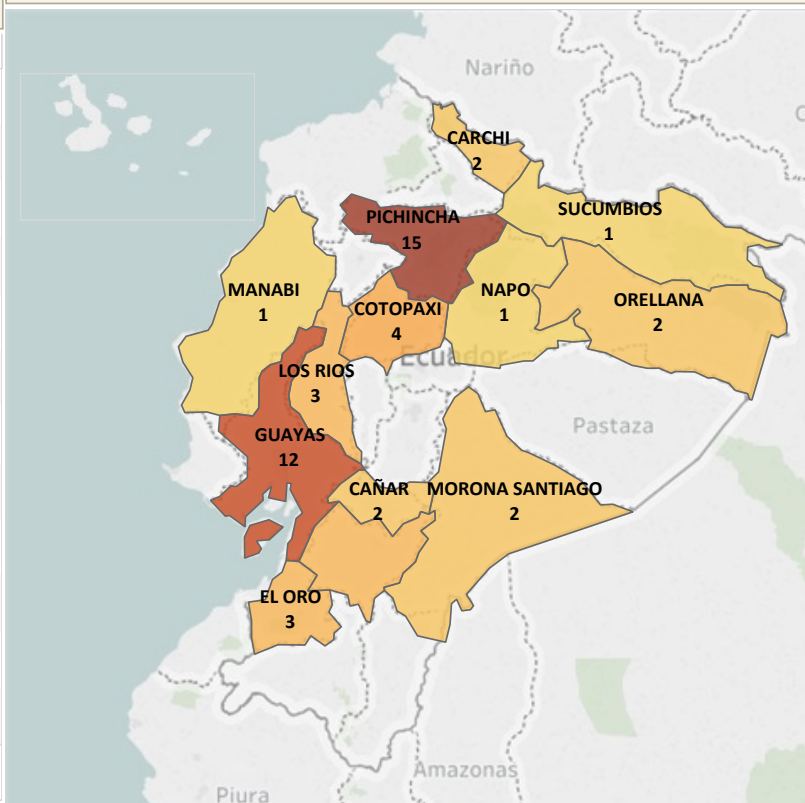 Nariño
CARCHI
2
PICHINCHA
15
SUCUMBIOS
1
MANABI
1
COTOPAXI
4
NAPO
1
ORELLANA
2
Ecuador
LOS RIOS
3
Pastaza
GUAYAS
12
CAÑAR
2
MORONA SANTIAGO
2
EL ORO
3
Amazonas
Piura